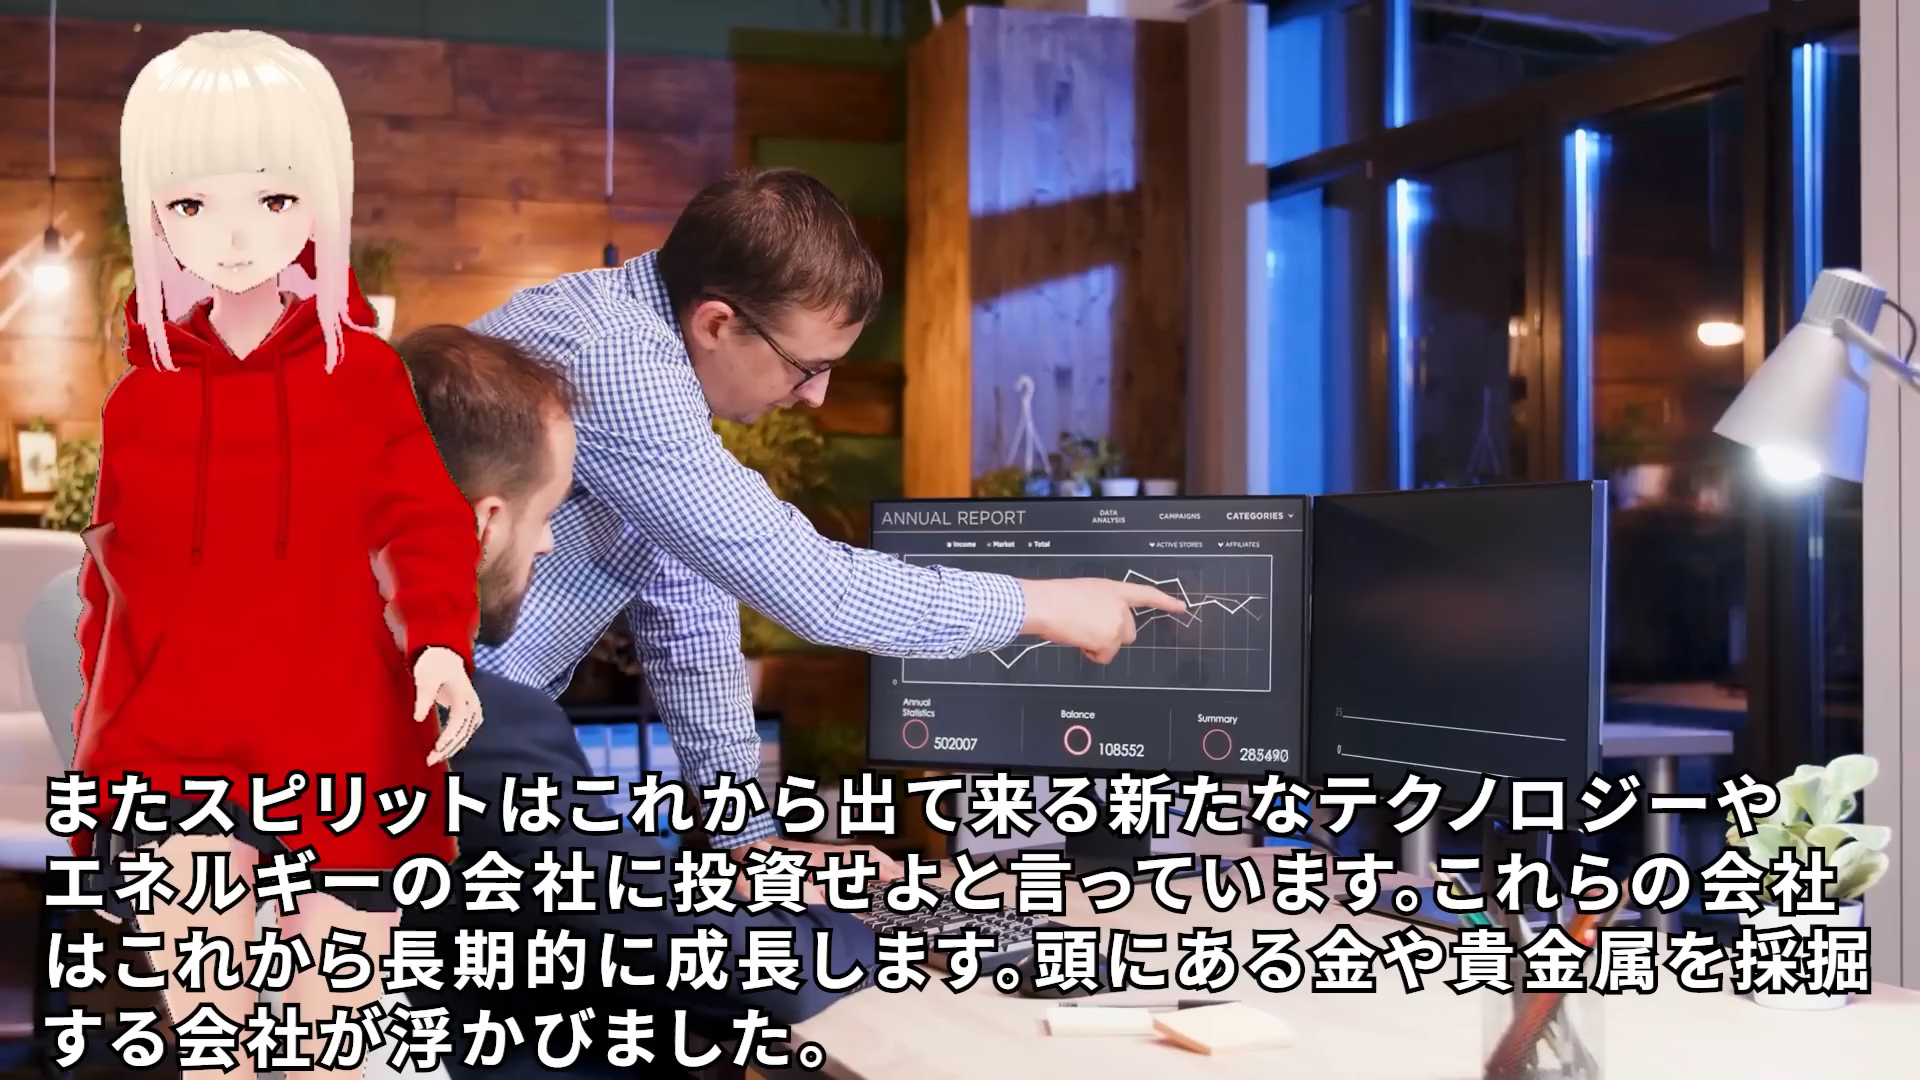 ANNUAL REPORT
DATA
ANALYSIS
CAMPAIGNS
CATEGORIES
Income Market Total
ACTIVE STORES AFFILIATES
0
Annual
Statistics
502007
Balance
108552
Summary
25
0
またスピリットはこれから出て来る新たなテクノロジーや
エネルギーの会社に投資せよと言っています。これらの会社
はこれから長期的に成長します。頭にある金や貴金属を採掘
する会社が浮かびました。